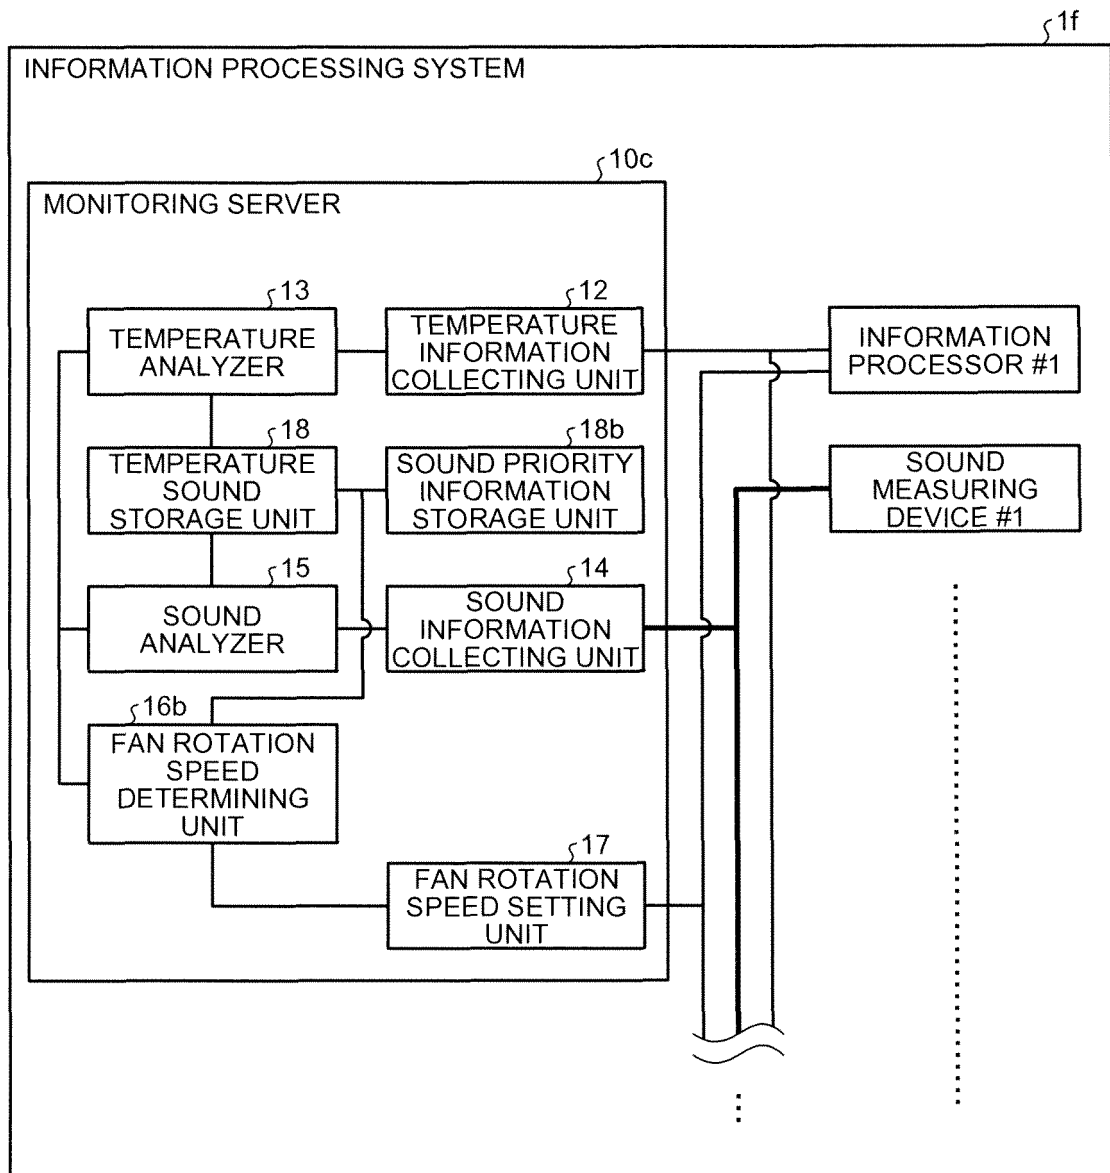 1f
INFORMATION PROCESSING SYSTEM
10c
MONITORING SERVER
13
TEMPERATURE
ANALYZER
12
TEMPERATURE
INFORMATION
COLLECTING UNIT
INFORMATION
PROCESSOR #1
18
TEMPERATURE
SOUND
STORAGE UNIT
18b
SOUND PRIORITY
INFORMATION
STORAGE UNIT
SOUND
MEASURING
DEVICE #1
15
SOUND
ANALYZER
14
SOUND
INFORMATION
COLLECTING UNIT
16b
FAN ROTATION
SPEED
DETERMINING
UNIT
17
FAN ROTATION
SPEED SETTING
UNIT